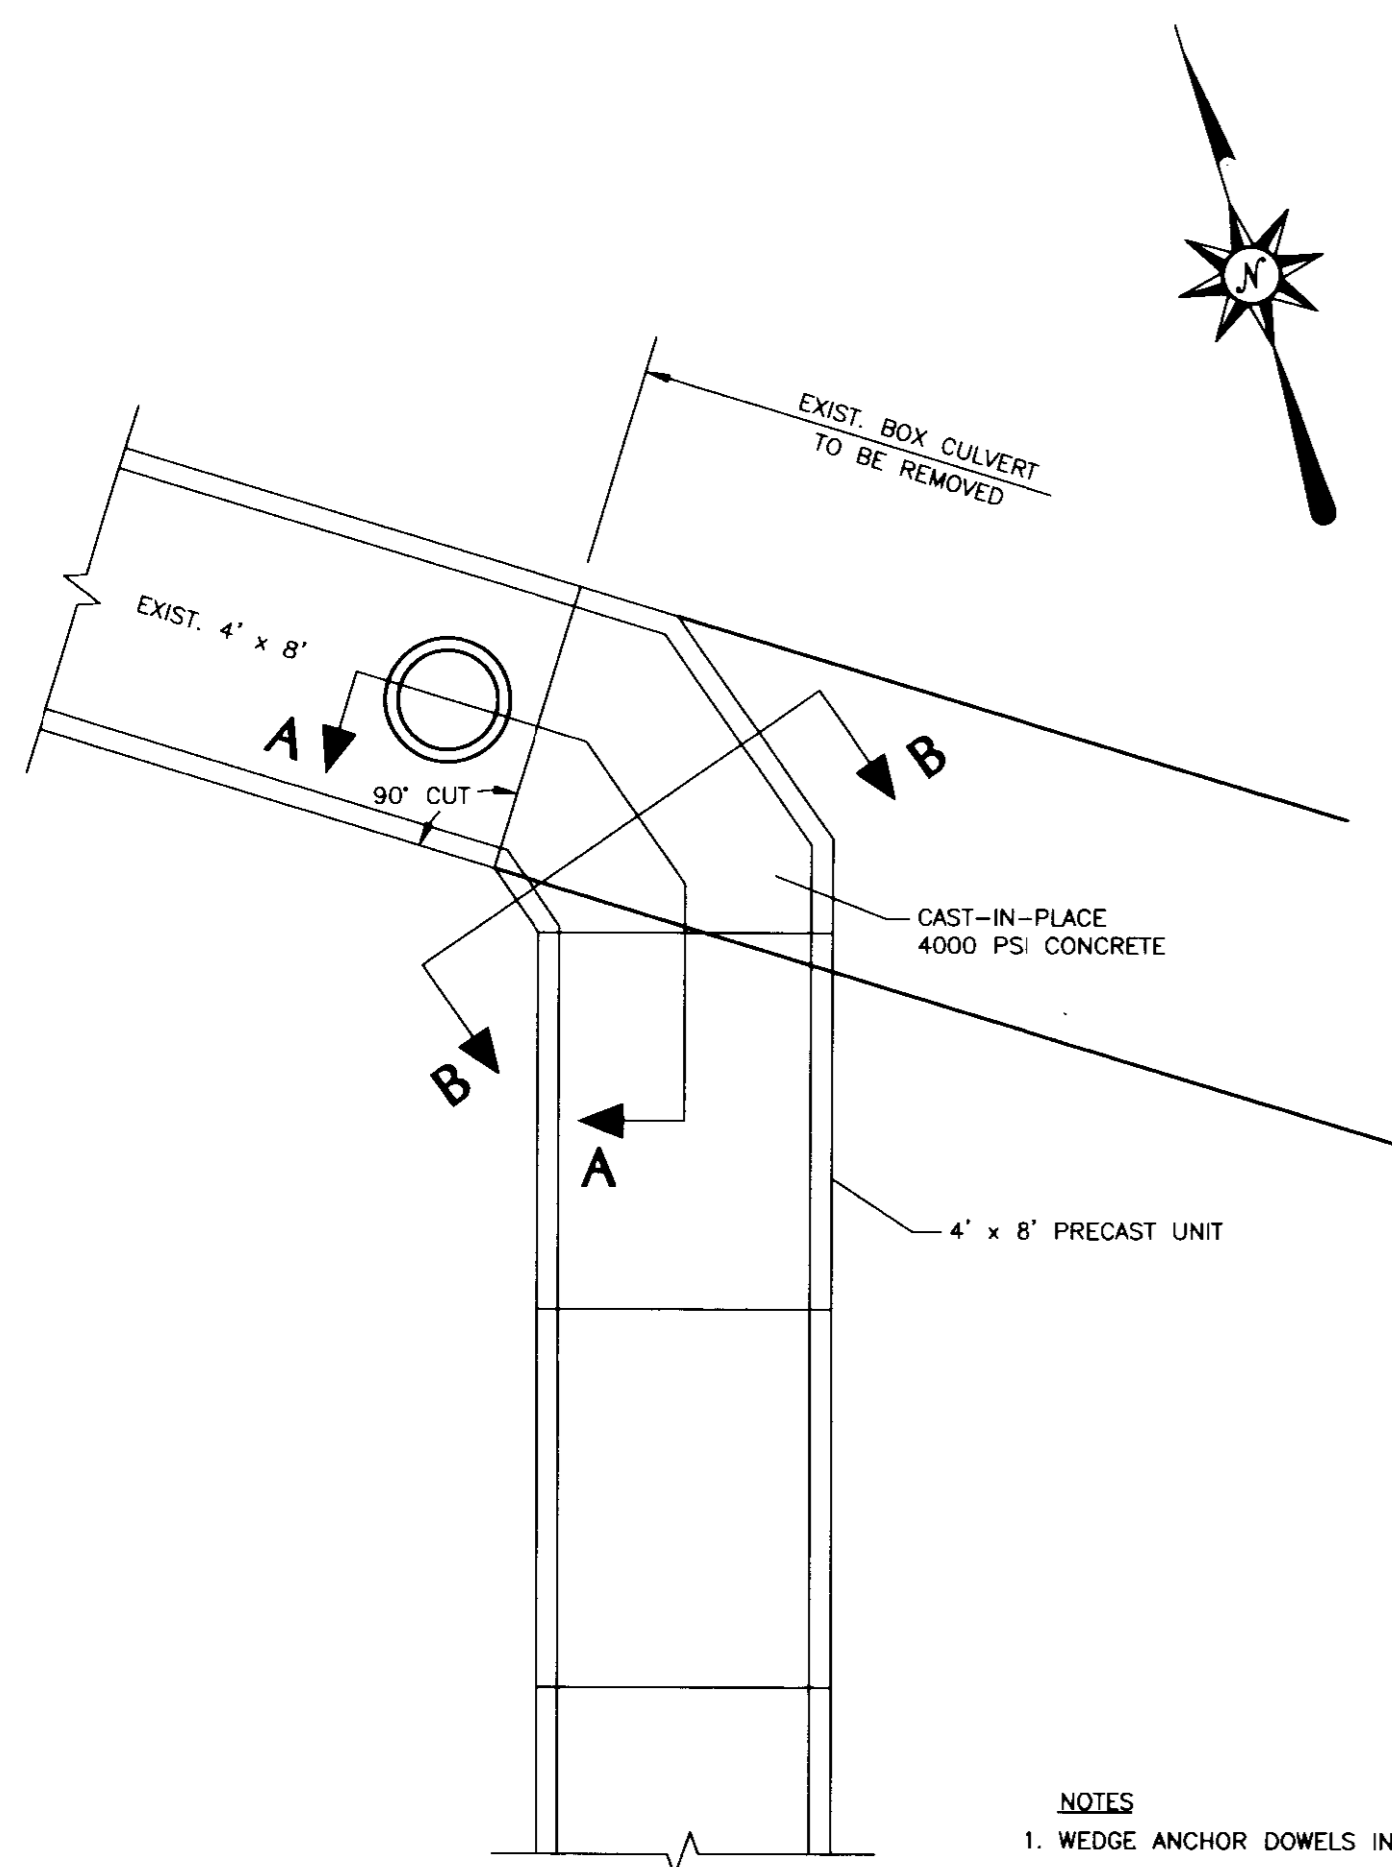 N
EXIST. BOX CULVERT
TO BE REMOVED
EXIST. 4' x 8'
A
B
90° CUT
CAST-IN-PLACE
4000 PSI CONCRETE
B
A
4' x 8' PRECAST UNIT
NOTES
1. WEDGE ANCHOR DOWELS IN